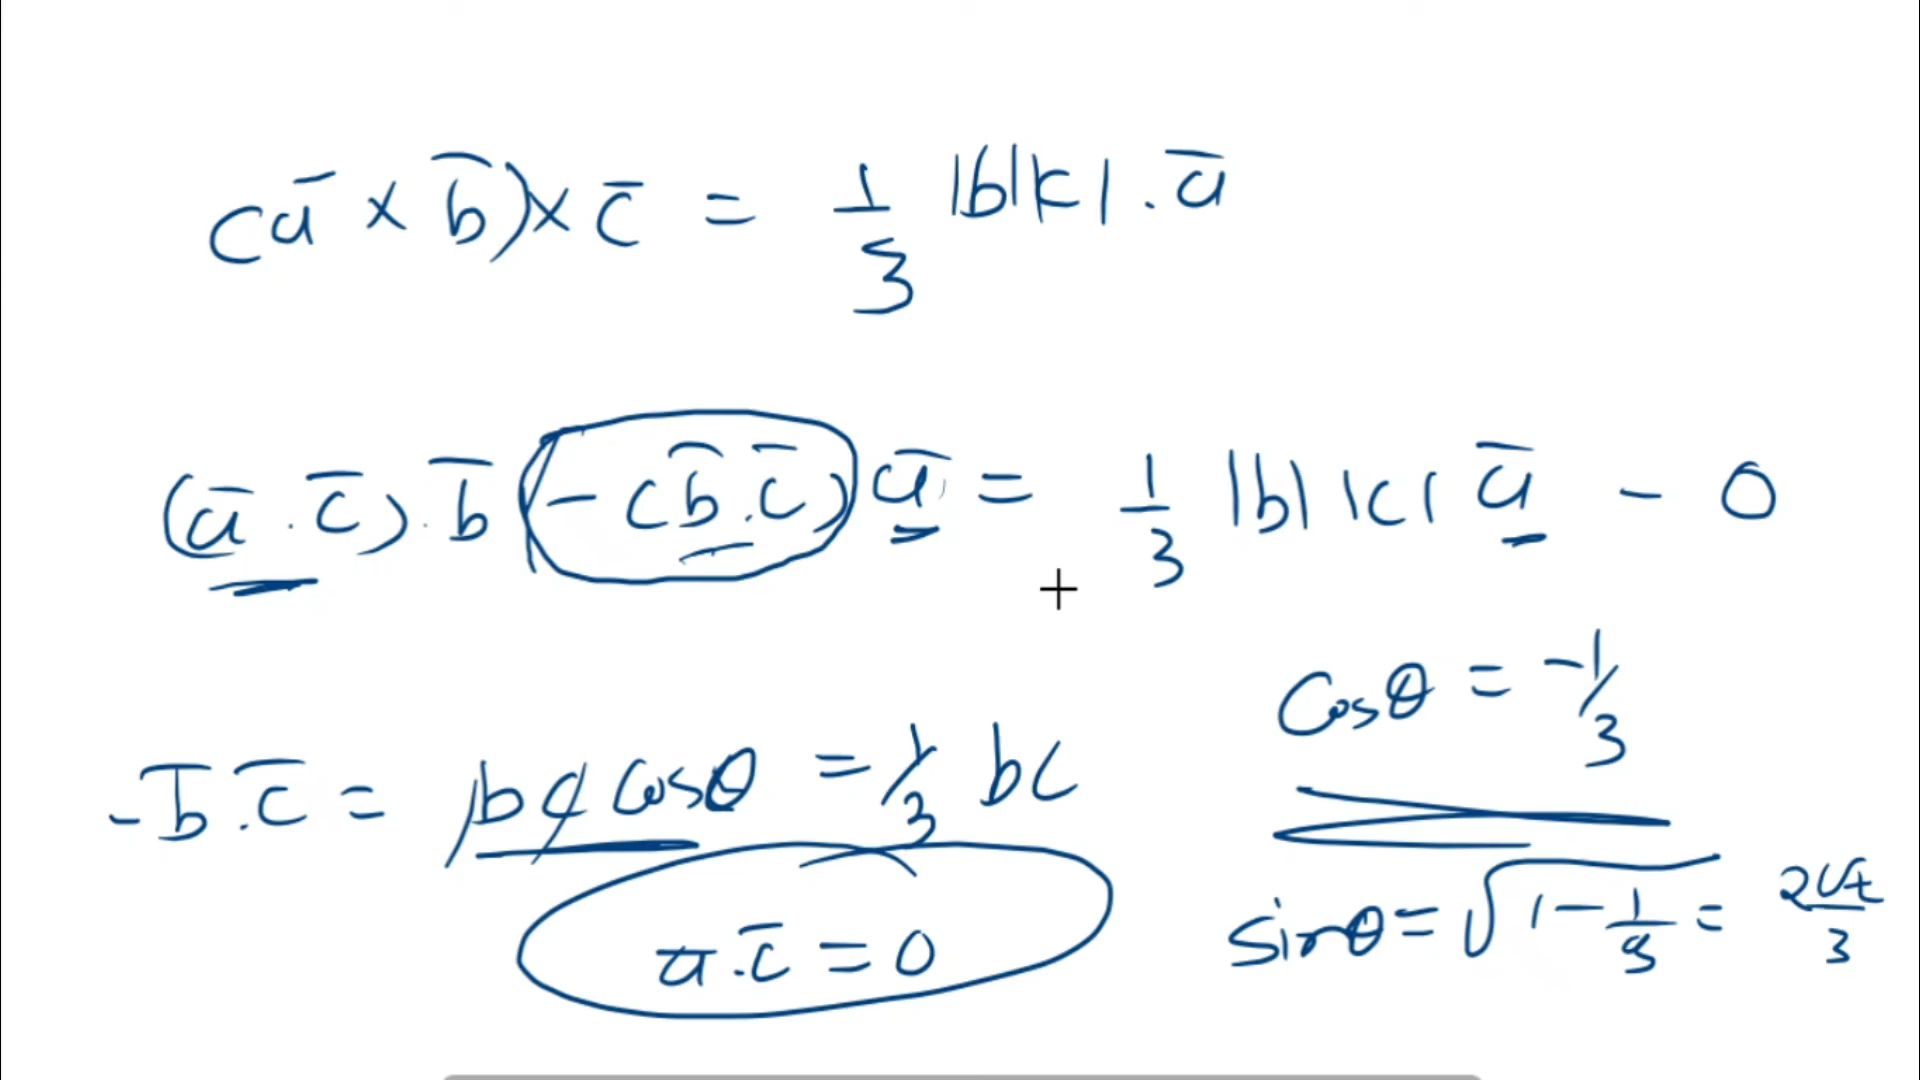 (a̅ × b̅) × c̅ = 1/3 |b||c| . a̅
(a̅ . c̅) . b̅ - (b̅ . c̅) a̅ = 1/3 |b| |c| a̅ - 0
cosθ = -1/3
- b̅ . c̅ = bc cosθ = 1/3 bc
a̅ . c̅ = 0
sinθ = √1 - 1/9 = 2√2/3